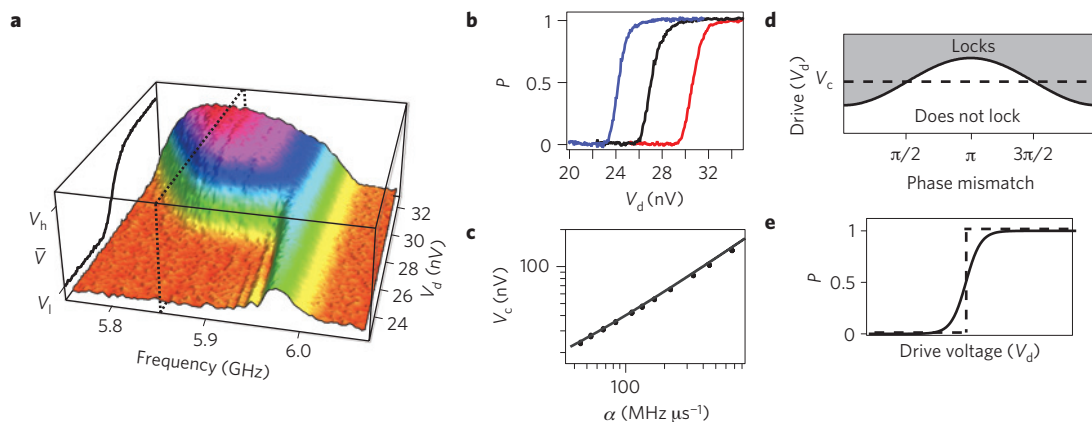 a
V_h
V̄
V_l
5.8
5.9
6.0
Frequency (GHz)
24
26
28
30
32
V_d (nV)
b
P
1
0.5
0
20
24
28
32
V_d (nV)
c
V_c (nV)
100
100
α (MHz μs⁻¹)
d
Drive (V_d)
V_c
Locks
Does not lock
π/2
π
3π/2
Phase mismatch
e
P
1
0.5
0
Drive voltage (V_d)